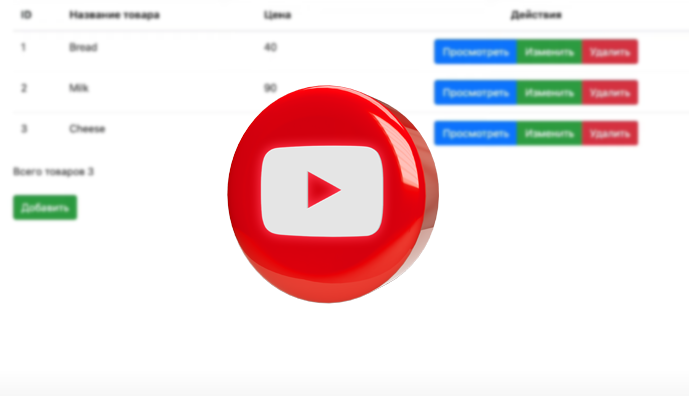 ID Название товара Цена Действия
1 Bread 40 Просмотреть Изменить Удалить
2 Milk 90 Просмотреть Изменить Удалить
3 Cheese Просмотреть Изменить Удалить
Всего товаров 3
Добавить